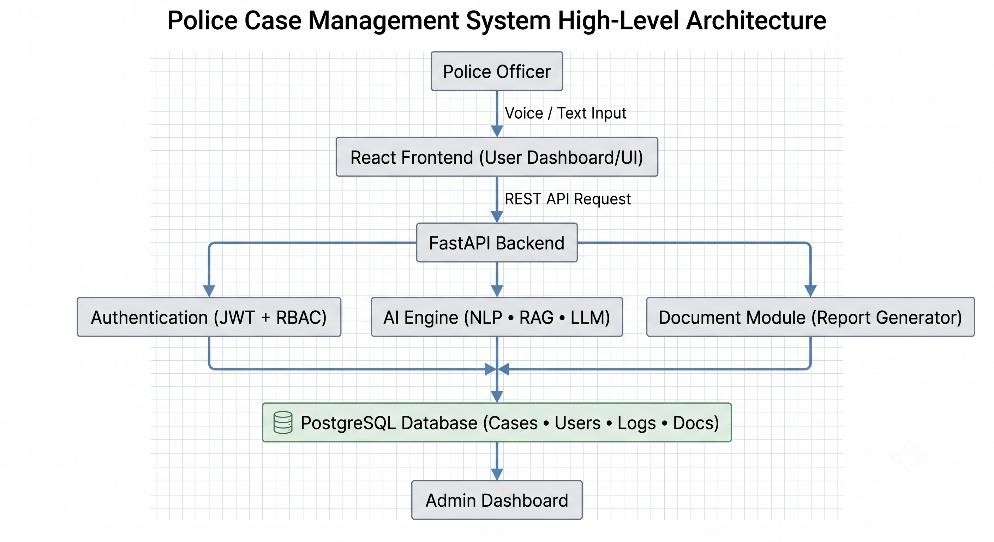 Police Case Management System High-Level Architecture
Police Officer
Voice / Text Input
React Frontend (User Dashboard/UI)
REST API Request
FastAPI Backend
Authentication (JWT + RBAC)
AI Engine (NLP • RAG • LLM)
Document Module (Report Generator)
PostgreSQL Database (Cases • Users • Logs • Docs)
Admin Dashboard